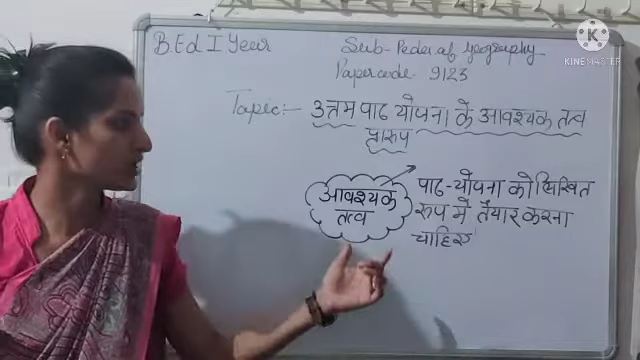 B.Ed I Year
Sub- Peda of geography
Paper code - 9123
Topic:- उत्तम पाठ योजना के आवश्यक तत्व
प्रारुप
आवश्यक
तत्व
पाठ-योजना को लिखित
रुप में तैयार करना
चाहिए
K
KINEMASTER